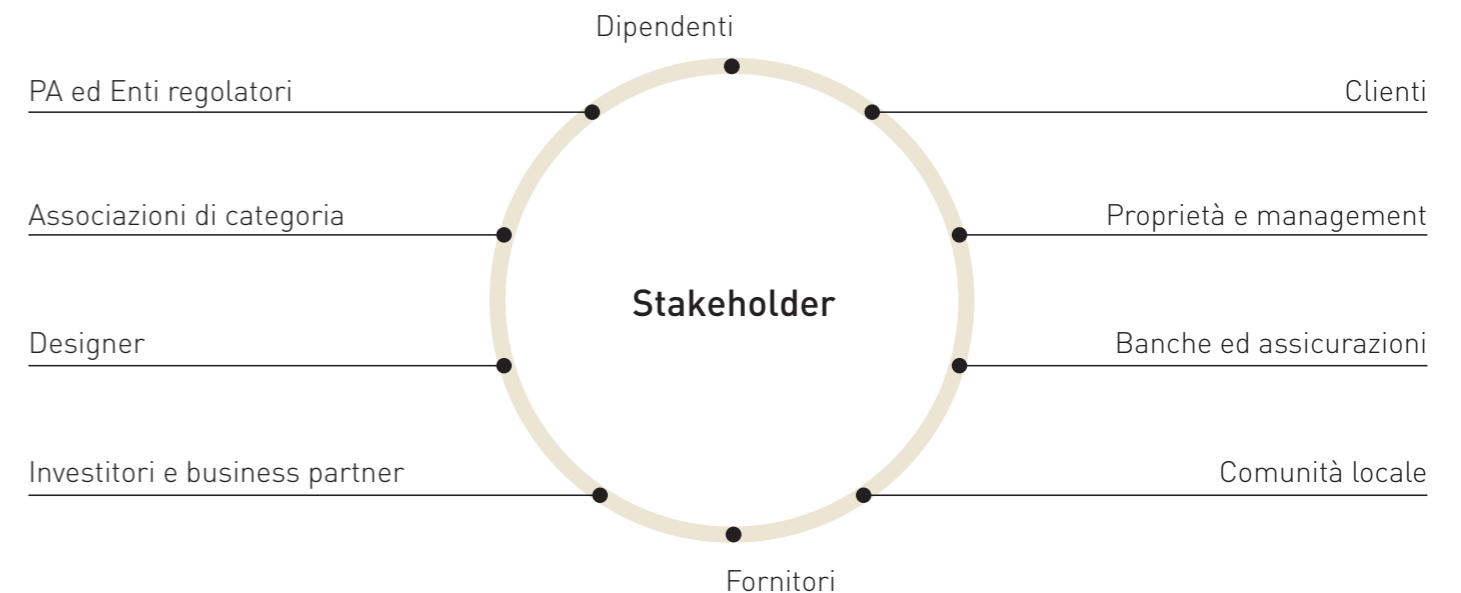 Dipendenti
PA ed Enti regolatori
Clienti
Associazioni di categoria
Proprietà e management
Stakeholder
Designer
Banche ed assicurazioni
Investitori e business partner
Comunità locale
Fornitori